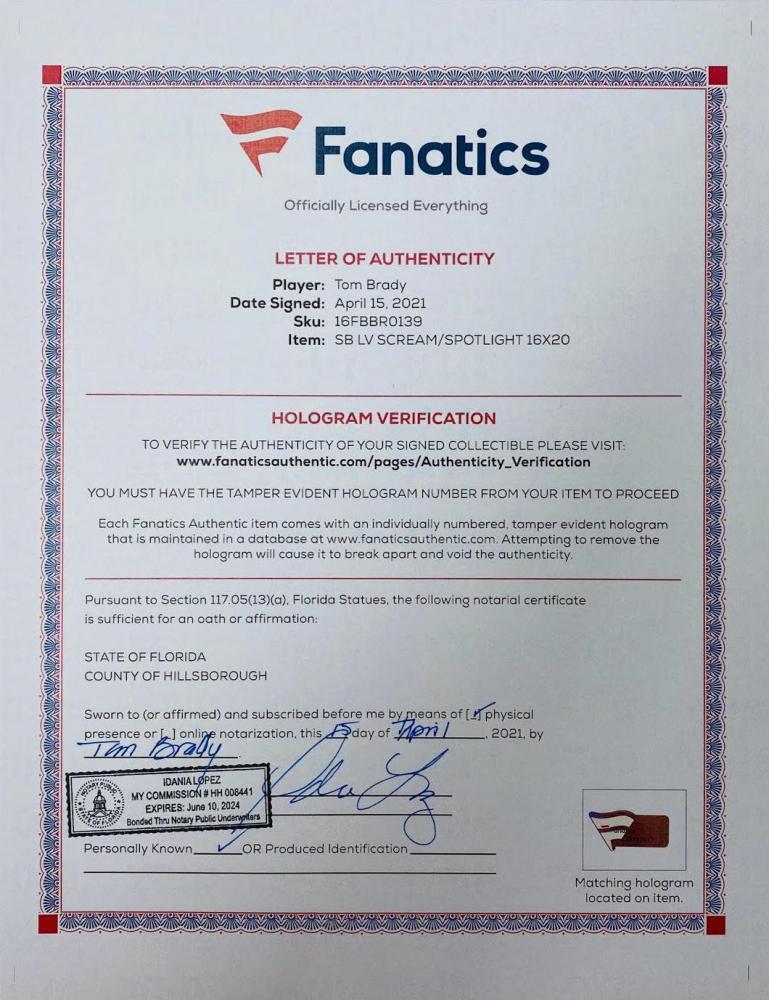 Fanatics
Officially Licensed Everything
LETTER OF AUTHENTICITY
Player: Tom Brady
Date Signed: April 15, 2021
Sku: 16FBBR0139
Item: SB LV SCREAM/SPOTLIGHT 16X20
HOLOGRAM VERIFICATION
TO VERIFY THE AUTHENTICITY OF YOUR SIGNED COLLECTIBLE PLEASE VISIT:
www.fanaticsauthentic.com/pages/Authenticity_Verification
YOU MUST HAVE THE TAMPER EVIDENT HOLOGRAM NUMBER FROM YOUR ITEM TO PROCEED
Each Fanatics Authentic item comes with an individually numbered, tamper evident hologram
that is maintained in a database at www.fanaticsauthentic.com. Attempting to remove the
hologram will cause it to break apart and void the authenticity.
Pursuant to Section 117.05(13)(a), Florida Statues, the following notarial certificate
is sufficient for an oath or affirmation:
STATE OF FLORIDA
COUNTY OF HILLSBOROUGH
Sworn to (or affirmed) and subscribed before me by means of [✓] physical
presence or [ ] online notarization, this 15 day of April, 2021, by
Tom Brady
IDANIA LOPEZ
MY COMMISSION # HH 008441
EXPIRES: June 10, 2024
Bonded Thru Notary Public Underwriters
Personally Known ✓ OR Produced Identification
Matching hologram
located on item.